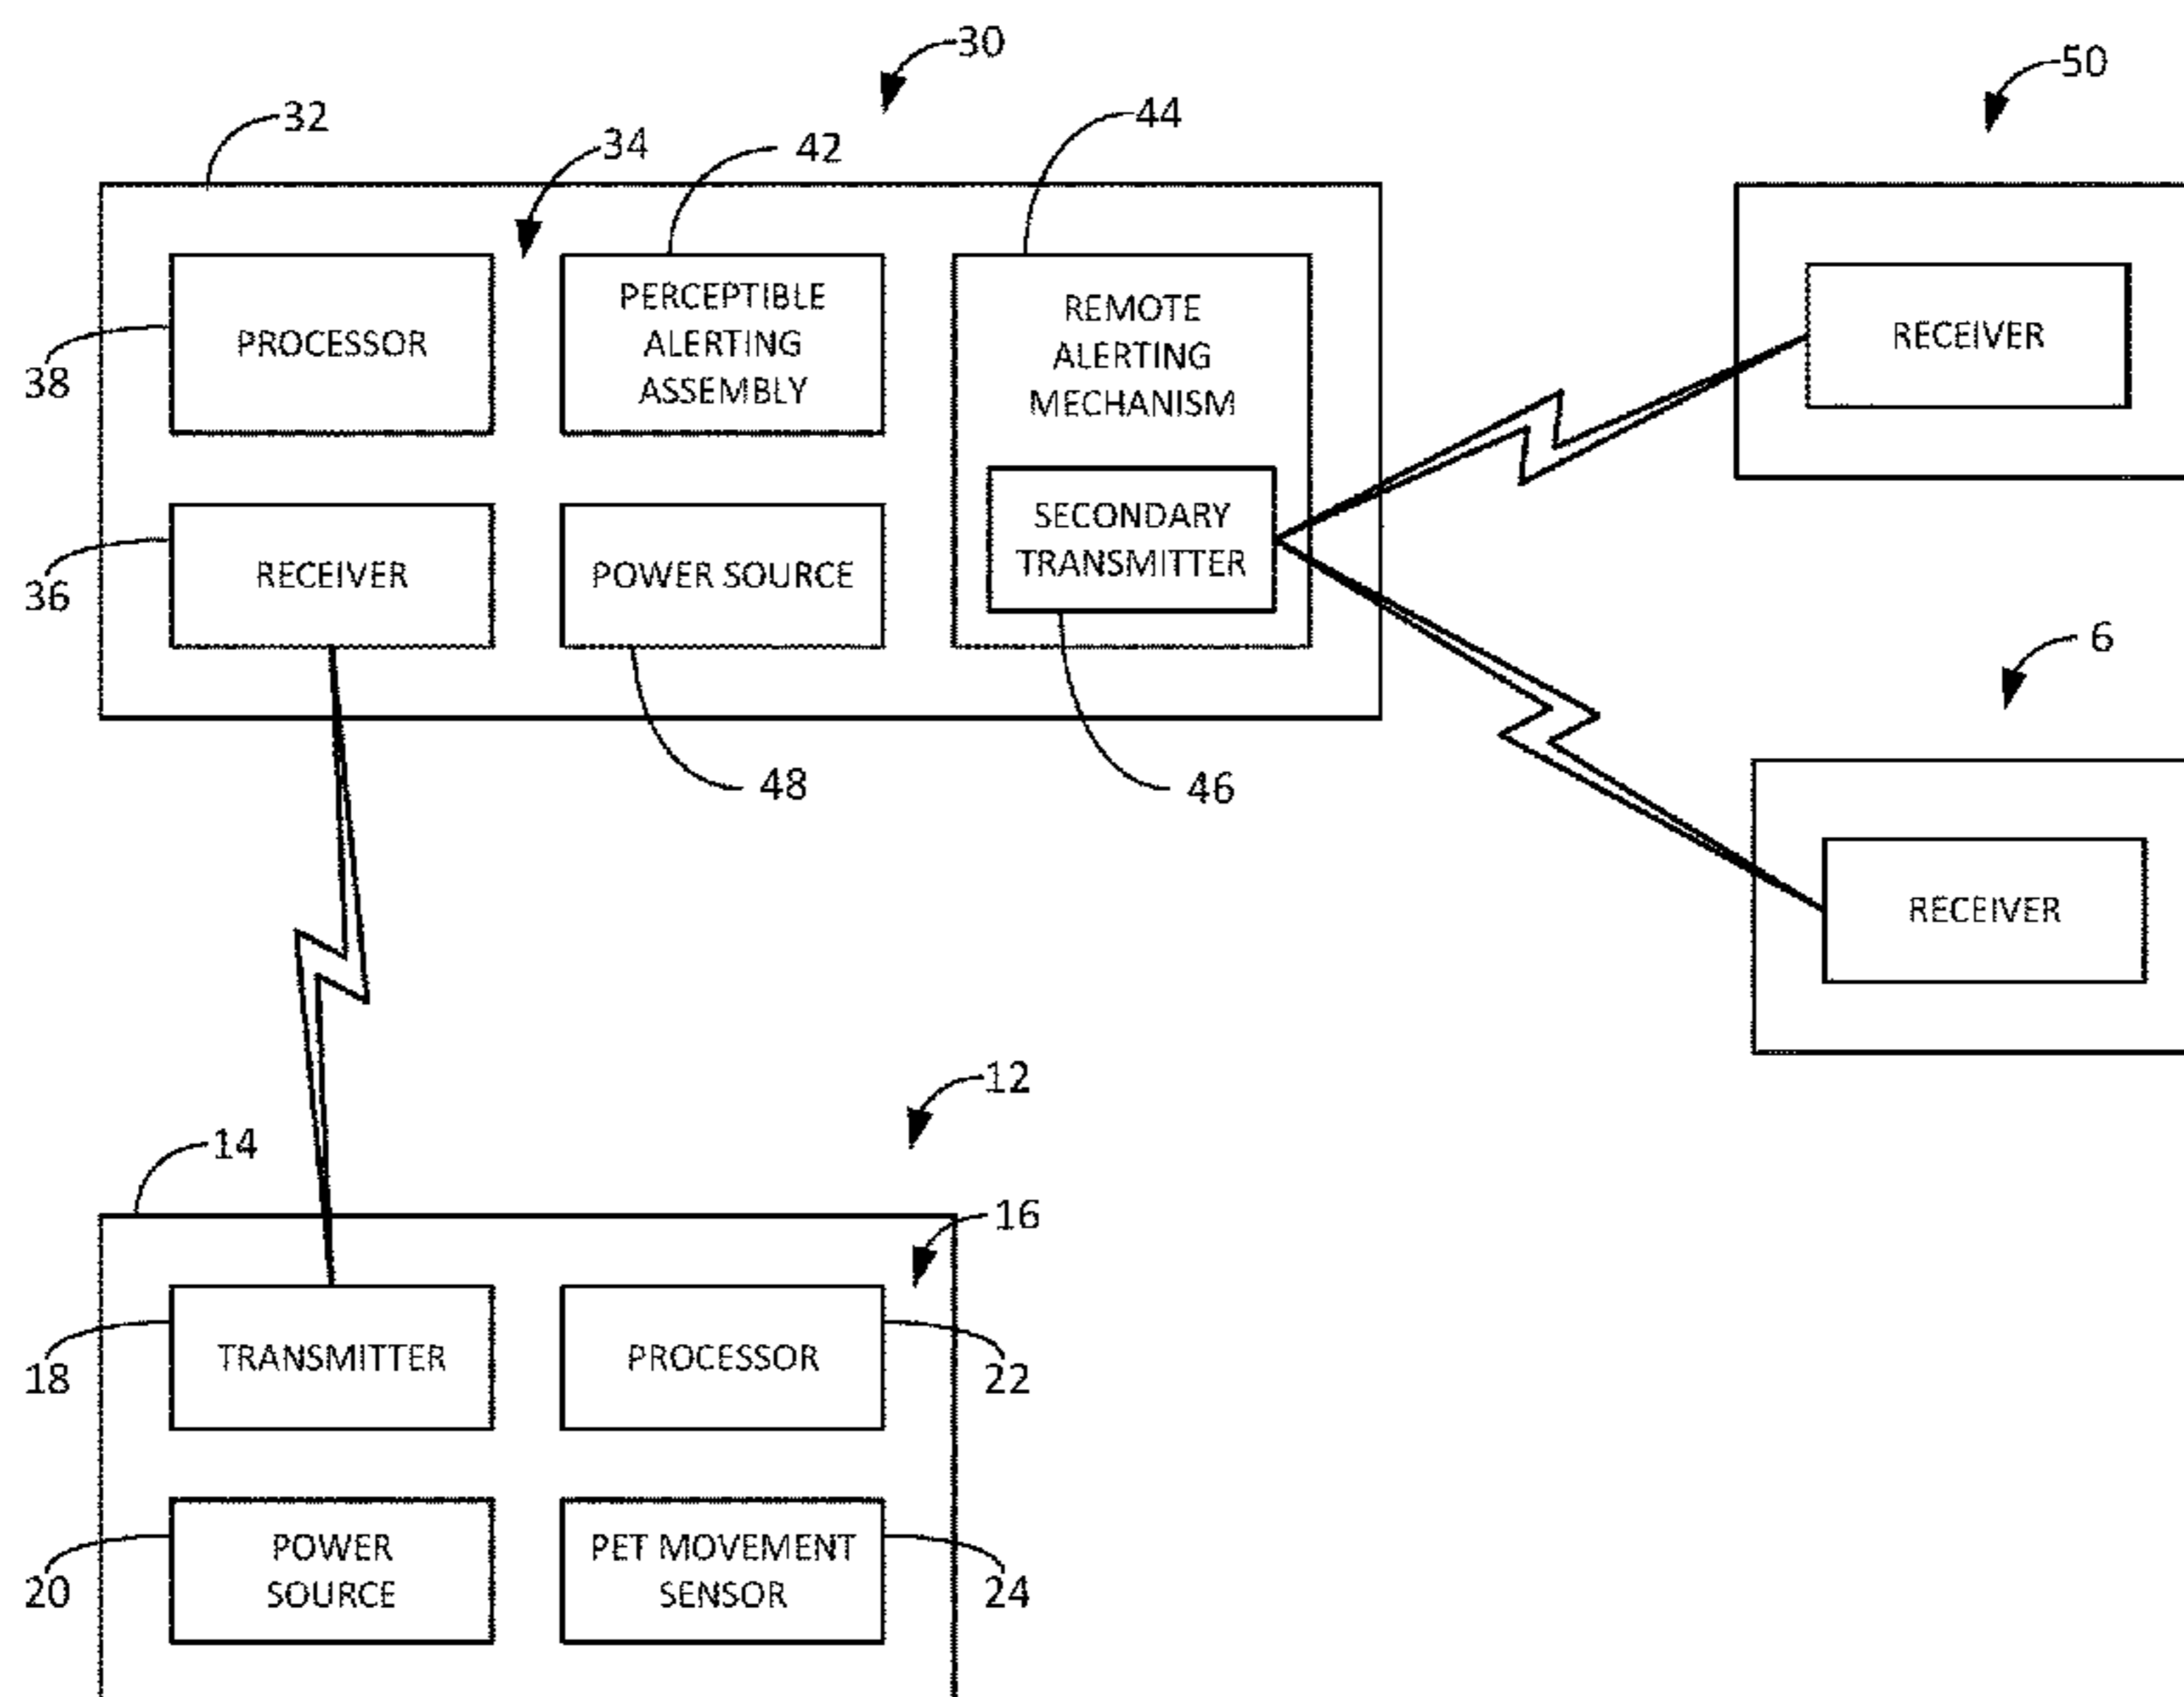 30
50
32
34
42
44
PROCESSOR
38
PERCEPTIBLE
ALERTING
ASSEMBLY
REMOTE
ALERTING
MECHANISM
RECEIVER
RECEIVER
36
POWER SOURCE
SECONDARY
TRANSMITTER
48
46
6
RECEIVER
12
14
16
TRANSMITTER
18
PROCESSOR
22
POWER
SOURCE
20
PET MOVEMENT
SENSOR
24